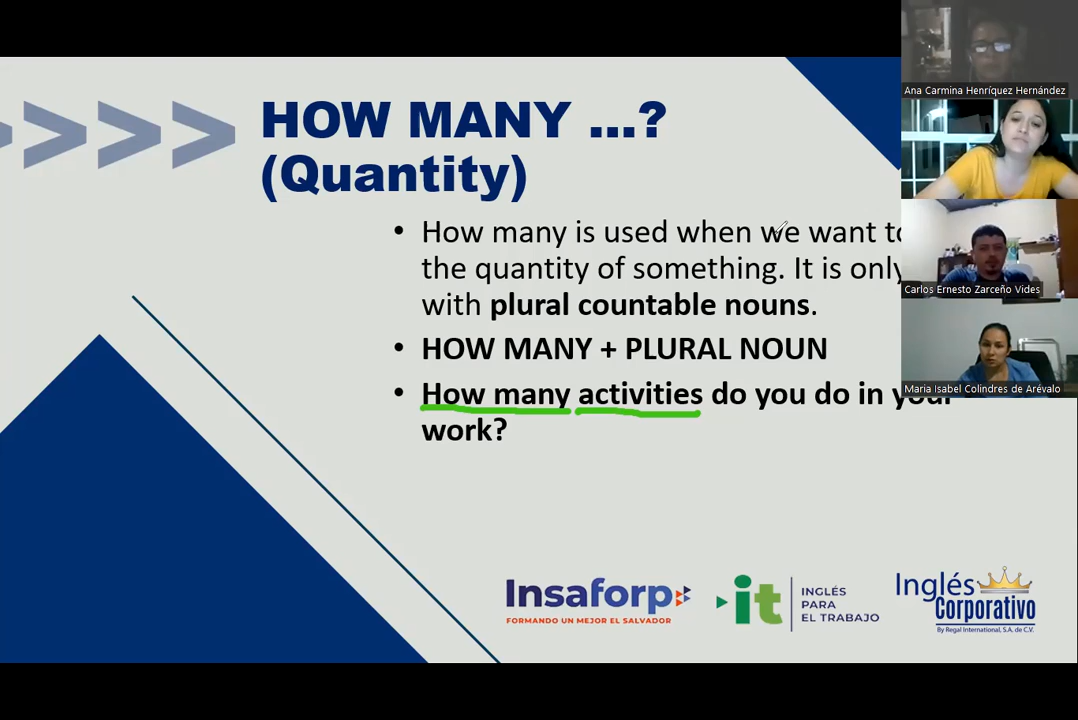 HOW MANY ...?
(Quantity)
• How many is used when we want to
the quantity of something. It is only
with plural countable nouns.
• HOW MANY + PLURAL NOUN
• How many activities do you do in your
work?
Insaforp
FORMANDO UN MEJOR EL SALVADOR
it
INGLÉS
PARA
EL TRABAJO
Inglés
Corporativo
By Regal International, S.A. de C.V.
Ana Carmina Henríquez Hernández
Carlos Ernesto Zarceño Vides
Maria Isabel Colindres de Arévalo